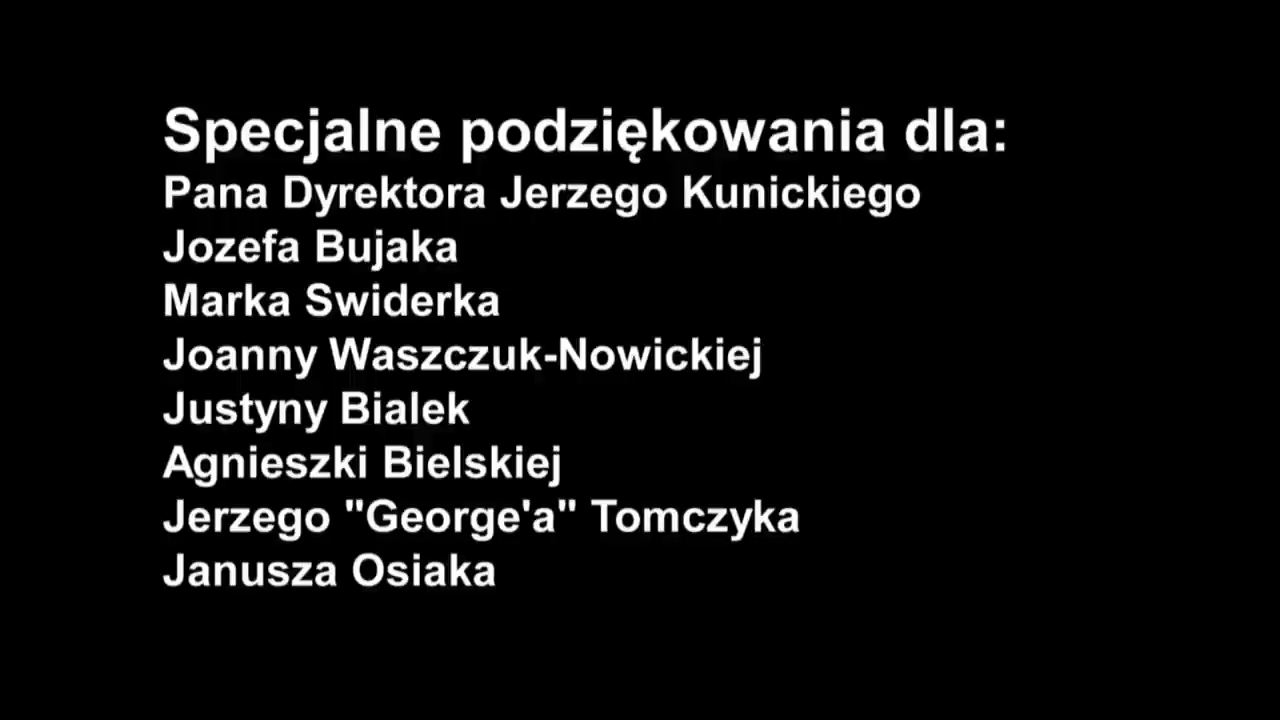 Specjalne podziękowania dla:
Pana Dyrektora Jerzego Kunickiego
Jozefa Bujaka
Marka Swiderka
Joanny Waszczuk-Nowickiej
Justyny Bialek
Agnieszki Bielskiej
Jerzego "George'a" Tomczyka
Janusza Osiaka